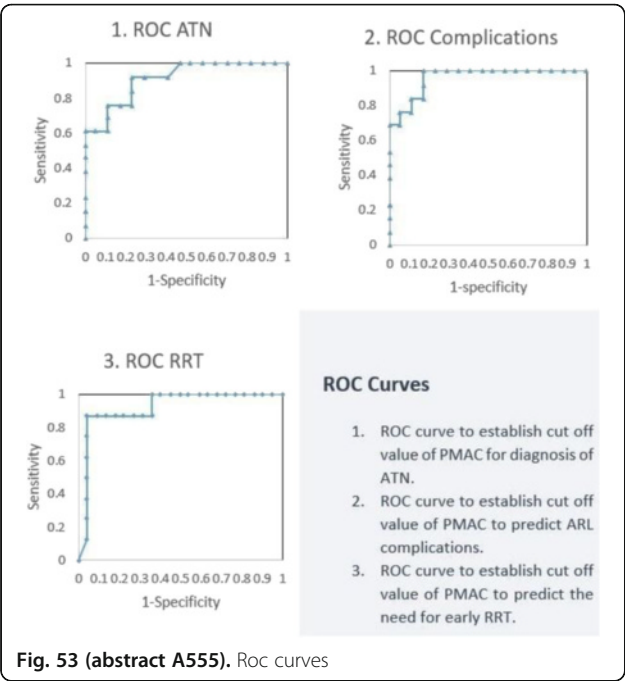 1. ROC ATN
1
0.8
0.6
0.4
0.2
0
Sensitivity
0 0.1 0.2 0.3 0.4 0.5 0.6 0.7 0.8 0.9 1
1-Specificity
2. ROC Complications
1
0.8
0.6
0.4
0.2
0
Sensitivity
0 0.1 0.2 0.3 0.4 0.5 0.6 0.7 0.8 0.9 1
1-specificity
3. ROC RRT
1
0.8
0.6
0.4
0.2
0
Sensitivity
0 0.1 0.2 0.3 0.4 0.5 0.6 0.7 0.8 0.9 1
1-Specificity
ROC Curves
1. ROC curve to establish cut off
value of PMAC for diagnosis of
ATN.
2. ROC curve to establish cut off
value of PMAC to predict ARL
complications.
3. ROC curve to establish cut off
value of PMAC to predict the
need for early RRT.
Fig. 53 (abstract A555). Roc curves